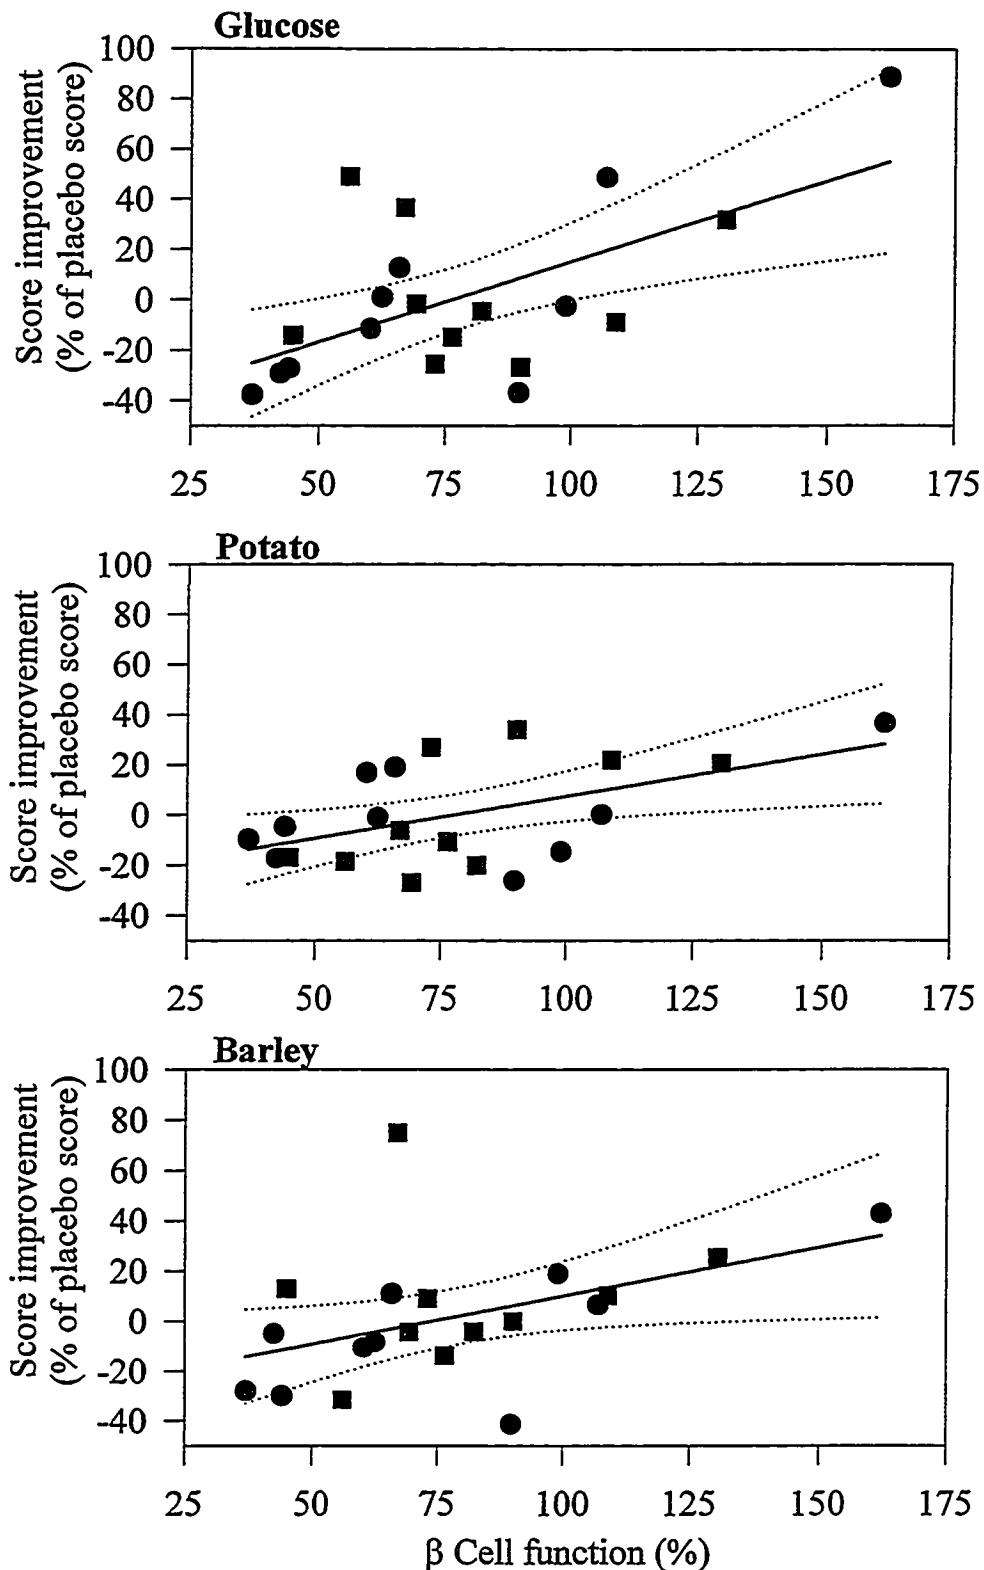 Glucose
Score improvement
(% of placebo score)
100
80
60
40
20
0
-20
-40
25 50 75 100 125 150 175
Potato
Score improvement
(% of placebo score)
100
80
60
40
20
0
-20
-40
25 50 75 100 125 150 175
Barley
Score improvement
(% of placebo score)
100
80
60
40
20
0
-20
-40
25 50 75 100 125 150 175
β Cell function (%)